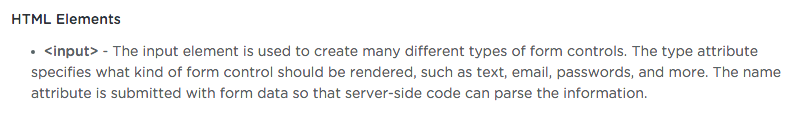 HTML Elements
• <input> - The input element is used to create many different types of form controls. The type attribute
specifies what kind of form control should be rendered, such as text, email, passwords, and more. The name
attribute is submitted with form data so that server-side code can parse the information.